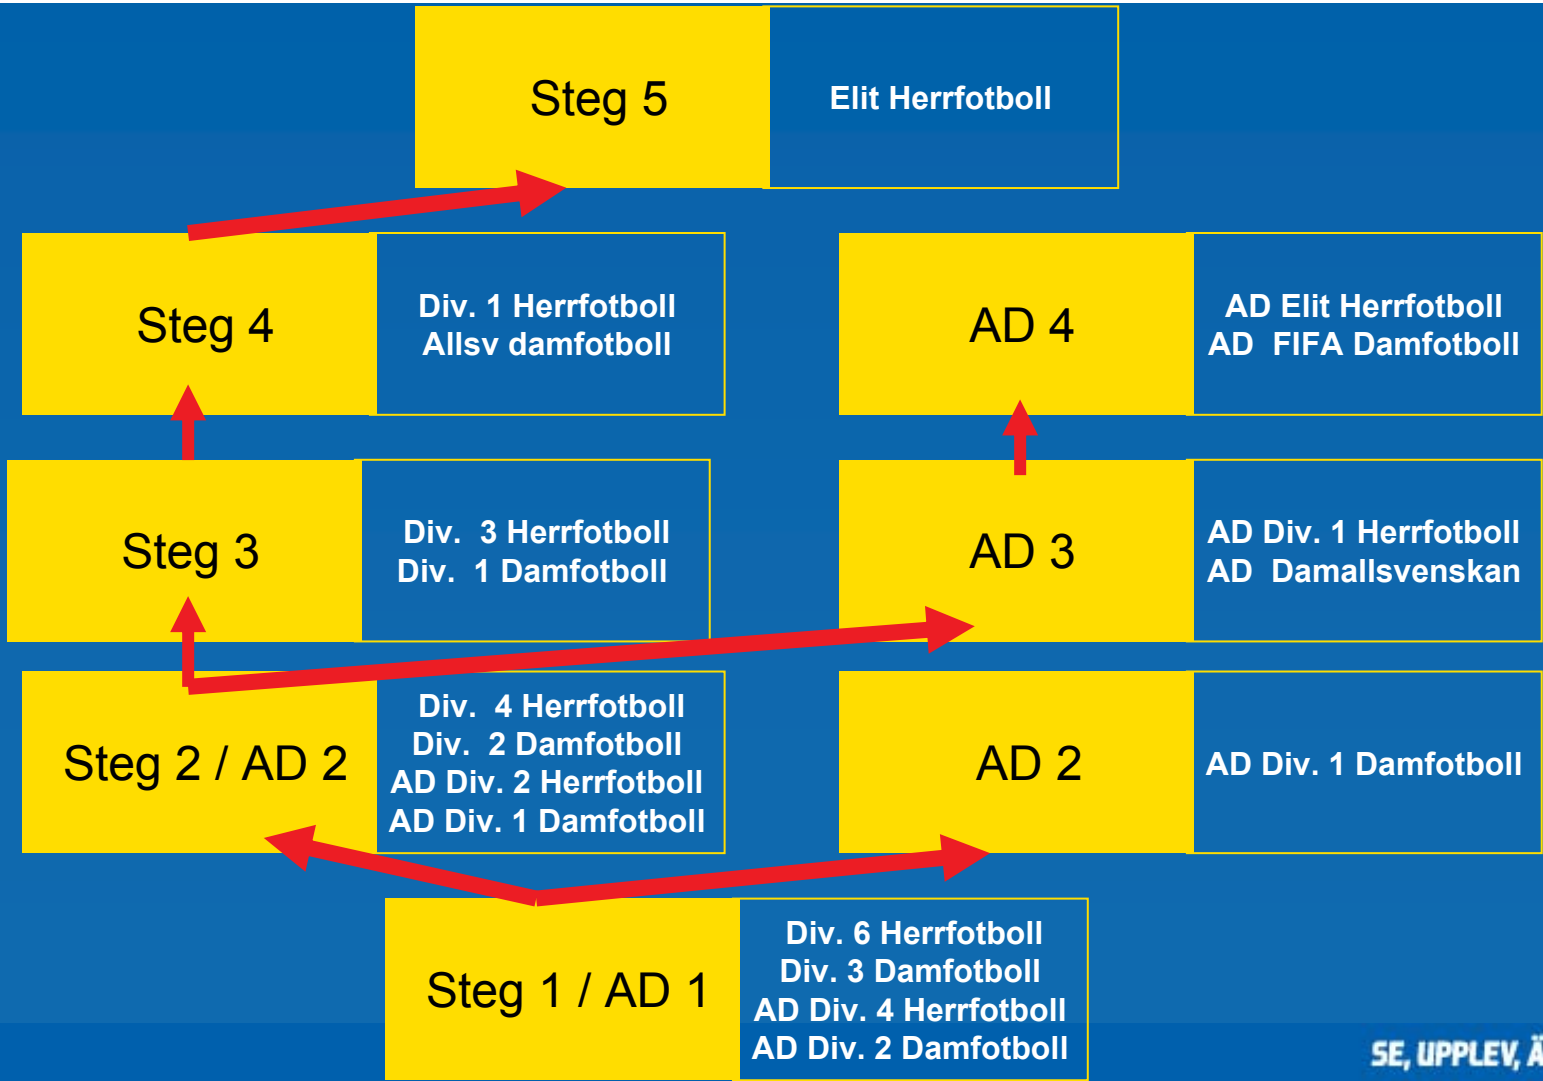 Steg 5
Elit Herrfotboll
Steg 4
Div. 1 Herrfotboll
Allsv damfotboll
AD 4
AD Elit Herrfotboll
AD FIFA Damfotboll
Steg 3
Div. 3 Herrfotboll
Div. 1 Damfotboll
AD 3
AD Div. 1 Herrfotboll
AD Damallsvenskan
Steg 2 / AD 2
Div. 4 Herrfotboll
Div. 2 Damfotboll
AD Div. 2 Herrfotboll
AD Div. 1 Damfotboll
AD 2
AD Div. 1 Damfotboll
Steg 1 / AD 1
Div. 6 Herrfotboll
Div. 3 Damfotboll
AD Div. 4 Herrfotboll
AD Div. 2 Damfotboll
SE, UPPLEV,